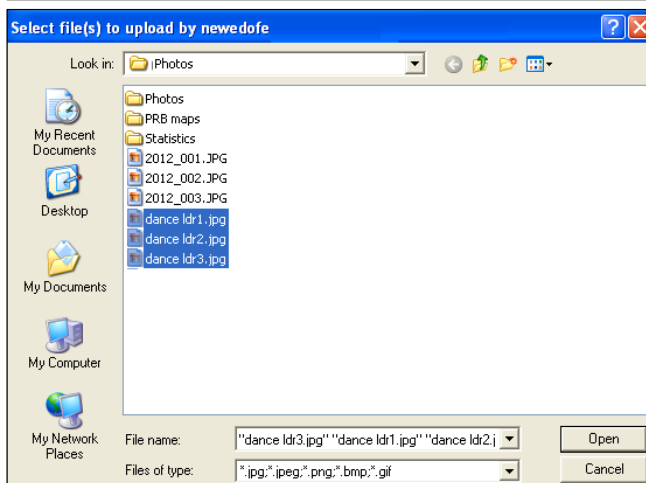 Select file(s) to upload by newedofe
Look in:
Photos
My Recent
Documents
Desktop
My Documents
My Computer
My Network
Places
Photos
PRB maps
Statistics
2012_001.JPG
2012_002.JPG
2012_003.JPG
dance ldr1.jpg
dance ldr2.jpg
dance ldr3.jpg
File name:
"dance ldr3.jpg" "dance ldr1.jpg" "dance ldr2.j
Open
Files of type:
*.jpg;*.jpeg;*.png;*.bmp;*.gif
Cancel